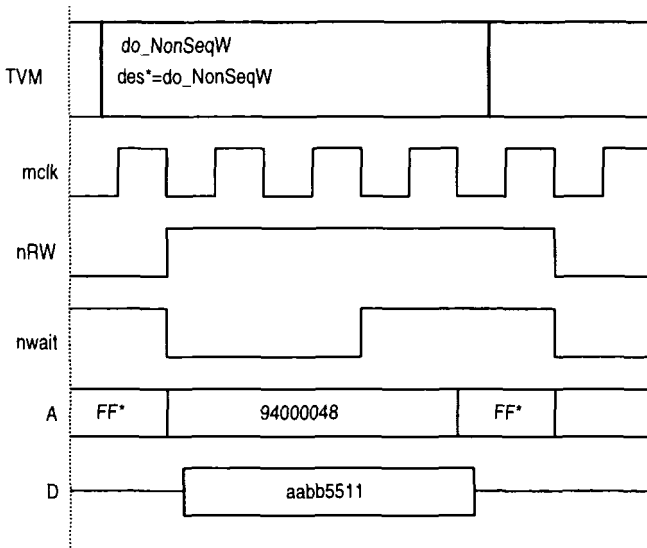 do_NonSeqW
TVM
des*=do_NonSeqW
mclk
nRW
nwait
A FF* 94000048 FF*
D aabb5511